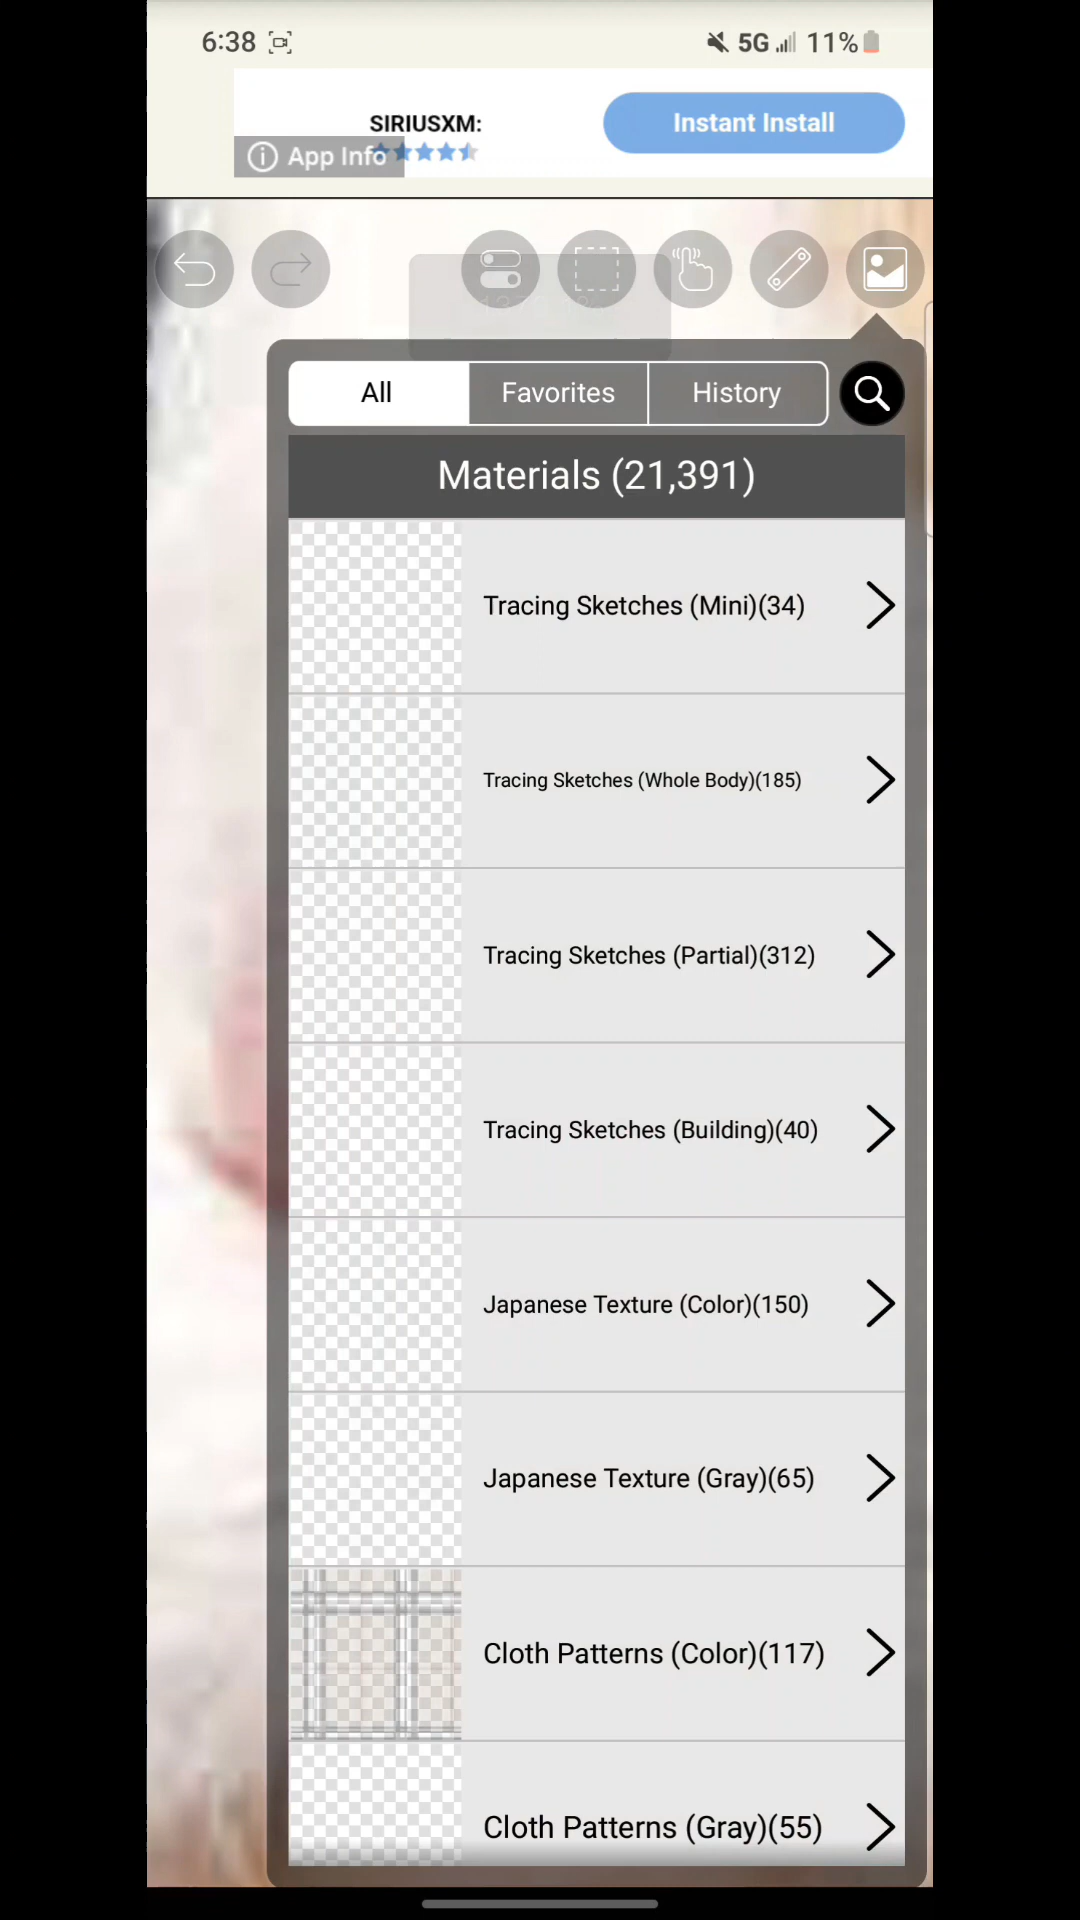 6:38 5G 11%
SIRIUSXM:
Instant Install
App Info
All Favorites History
Materials (21,391)
Tracing Sketches (Mini)(34)
Tracing Sketches (Whole Body)(185)
Tracing Sketches (Partial)(312)
Tracing Sketches (Building)(40)
Japanese Texture (Color)(150)
Japanese Texture (Gray)(65)
Cloth Patterns (Color)(117)
Cloth Patterns (Gray)(55)